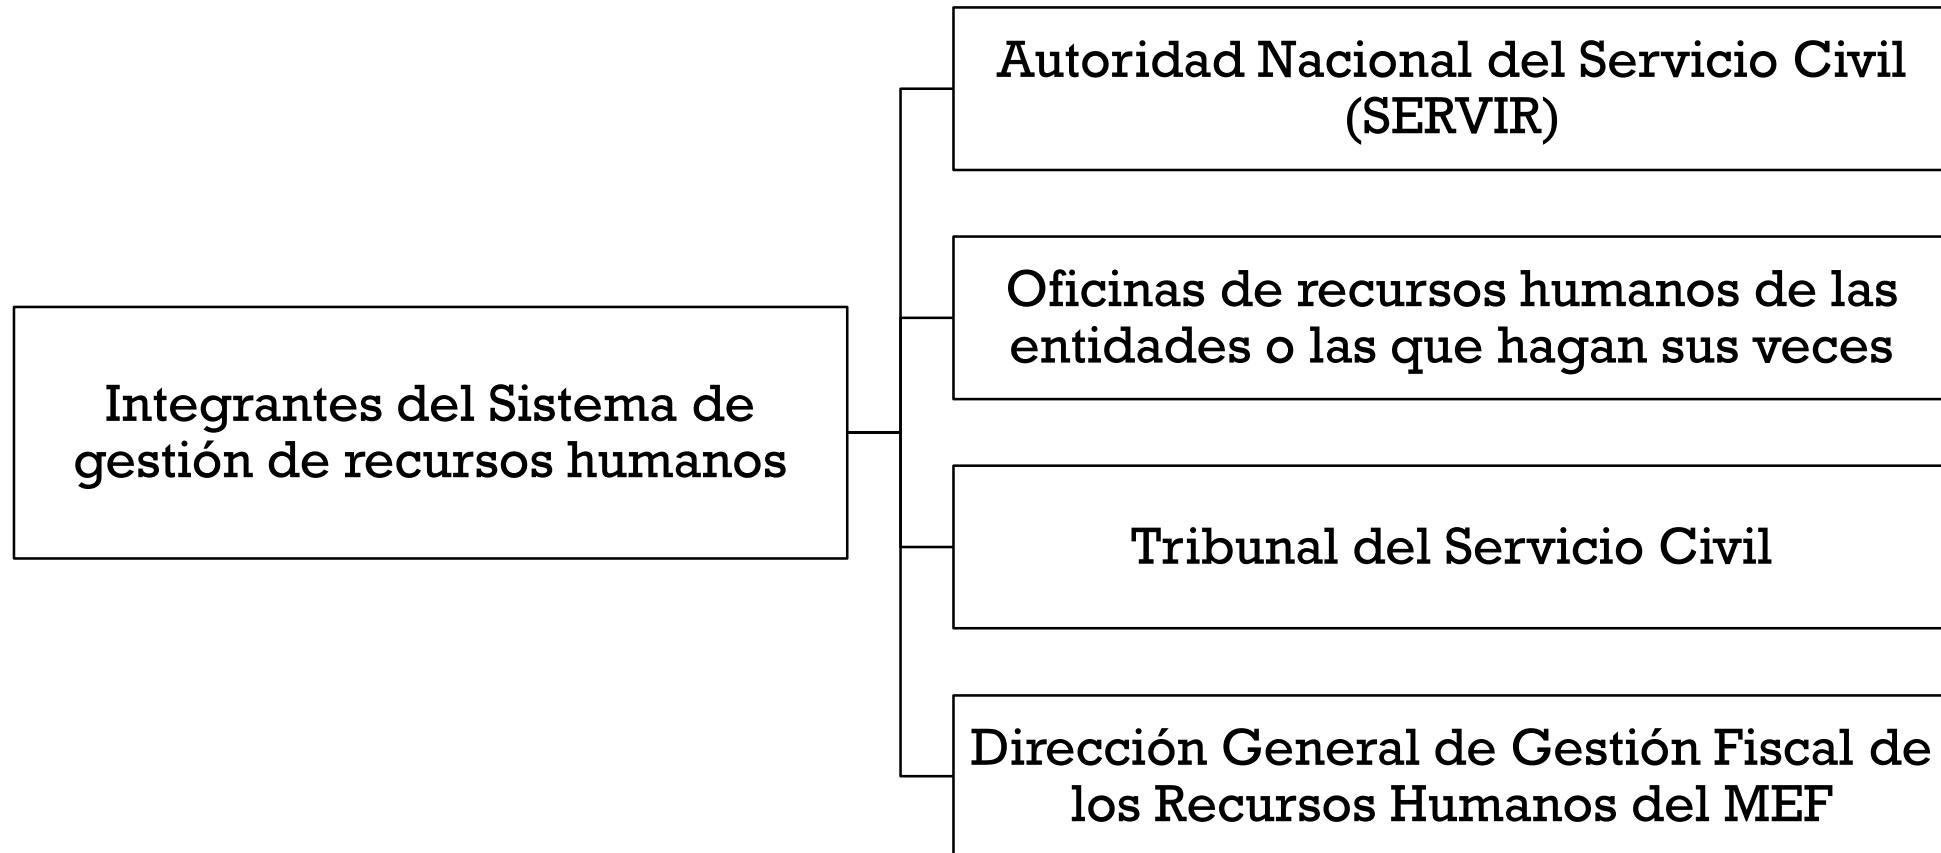 Integrantes del Sistema de
gestión de recursos humanos
Autoridad Nacional del Servicio Civil
(SERVIR)
Oficinas de recursos humanos de las
entidades o las que hagan sus veces
Tribunal del Servicio Civil
Dirección General de Gestión Fiscal de
los Recursos Humanos del MEF